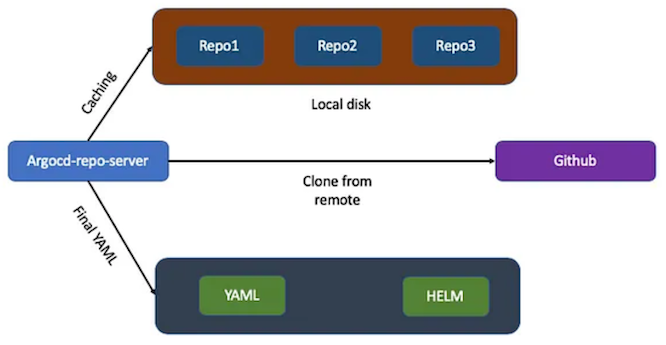 Repo1
Repo2
Repo3
Local disk
Caching
Argocd-repo-server
Clone from
remote
Github
Final YAML
YAML
HELM